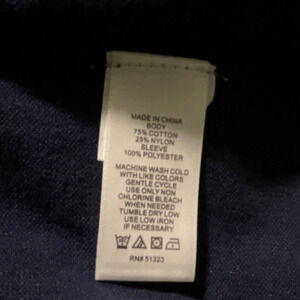 MADE IN CHINA
BODY
75% COTTON
25% NYLON
SLEEVE
100% POLYESTER
MACHINE WASH COLD
WITH LIKE COLORS
GENTLE CYCLE
USE ONLY NON
CHLORINE BLEACH
WHEN NEEDED
TUMBLE DRY LOW
USE LOW IRON
IF NECESSARY
RN# 51323